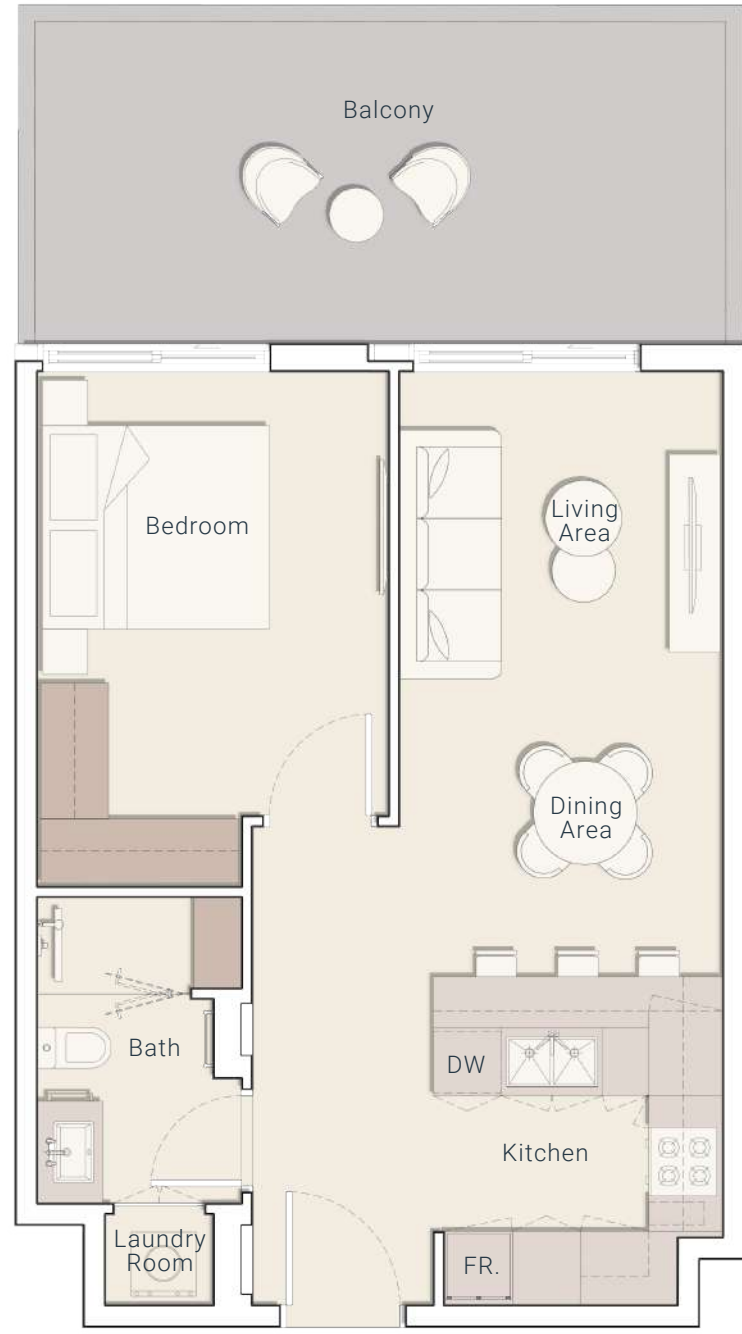 Balcony
Bedroom
Living
Area
Dining
Area
Bath
DW
Kitchen
Laundry
Room
FR.